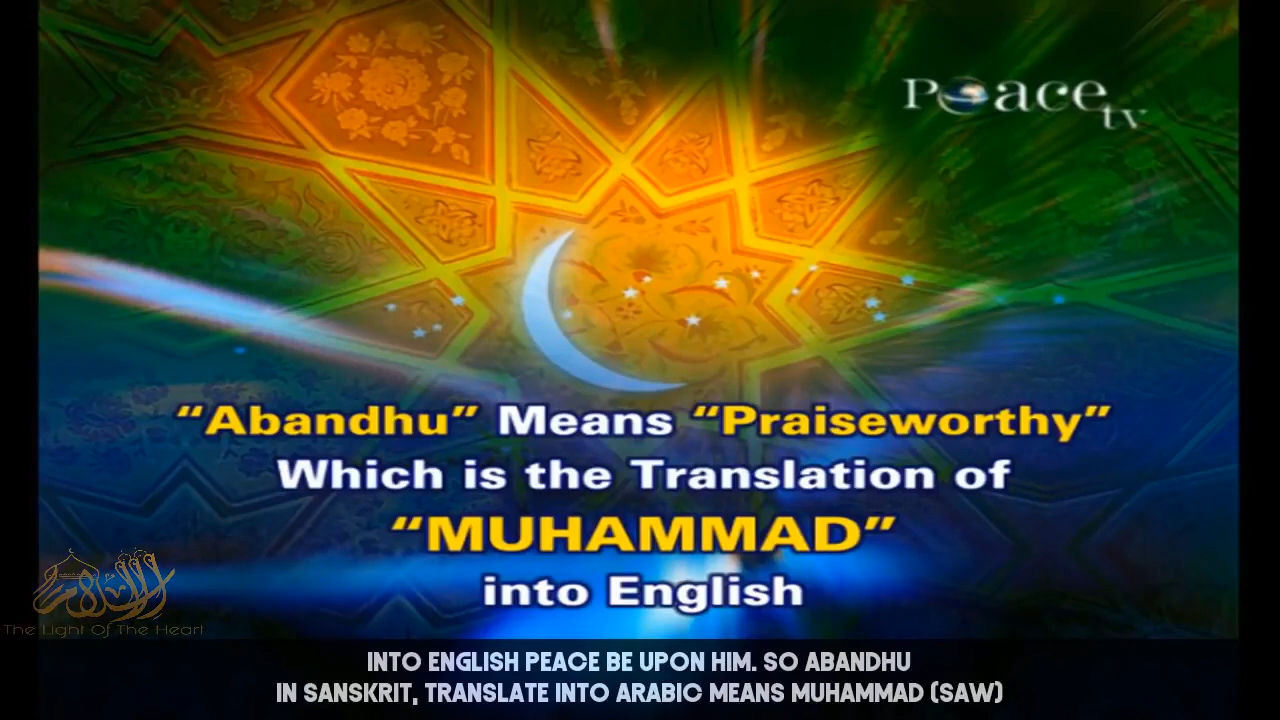 Peace
tv
“Abandhu” Means “Praiseworthy”
Which is the Translation of
“MUHAMMAD”
into English
The Light Of The Heart
INTO ENGLISH PEACE BE UPON HIM. SO ABANDHU
IN SANSKRIT, TRANSLATE INTO ARABIC MEANS MUHAMMAD (SAW)